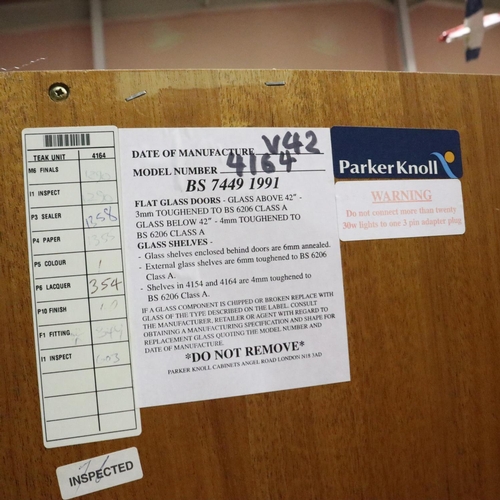 TEAK UNIT 4164
M6 FINALS
I1 INSPECT
P3 SEALER 1358
P4 PAPER
P5 COLOUR 1
P6 LACQUER 354
P10 FINISH
F1 FITTING
I1 INSPECT
INSPECTED
DATE OF MANUFACTURE V42
MODEL NUMBER 4164
BS 7449 1991
FLAT GLASS DOORS - GLASS ABOVE 42" -
3mm TOUGHENED TO BS 6206 CLASS A
GLASS BELOW 42" - 4mm TOUGHENED TO
BS 6206 CLASS A
GLASS SHELVES -
- Glass shelves enclosed behind doors are 6mm annealed.
- External glass shelves are 6mm toughened to BS 6206
Class A.
- Shelves in 4154 and 4164 are 4mm toughened to
BS 6206 Class A.
IF A GLASS COMPONENT IS CHIPPED OR BROKEN REPLACE WITH
GLASS OF THE TYPE DESCRIBED ON THE LABEL. CONSULT
THE MANUFACTURER, RETAILER OR AGENT WITH REGARD TO
OBTAINING A MANUFACTURING SPECIFICATION AND SHAPE FOR
REPLACEMENT GLASS QUOTING THE MODEL NUMBER AND
DATE OF MANUFACTURE.
*DO NOT REMOVE*
PARKER KNOLL CABINETS ANGEL ROAD LONDON N18 3AD
Parker Knoll
WARNING
Do not connect more than twenty
30w lights to one 3 pin adaptor plug